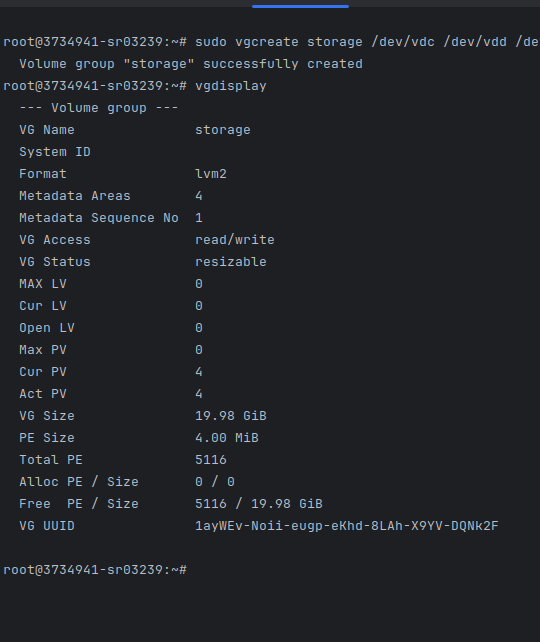 root@3734941-sr03239:~# sudo vgcreate storage /dev/vdc /dev/vdd /de
  Volume group "storage" successfully created
root@3734941-sr03239:~# vgdisplay
  --- Volume group ---
  VG Name               storage
  System ID
  Format                lvm2
  Metadata Areas        4
  Metadata Sequence No  1
  VG Access             read/write
  VG Status             resizable
  MAX LV                0
  Cur LV                0
  Open LV               0
  Max PV                0
  Cur PV                4
  Act PV                4
  VG Size               19.98 GiB
  PE Size               4.00 MiB
  Total PE              5116
  Alloc PE / Size       0 / 0
  Free  PE / Size       5116 / 19.98 GiB
  VG UUID               1ayWEv-Noii-eugp-eKhd-8LAh-X9YV-DQNk2F
root@3734941-sr03239:~#